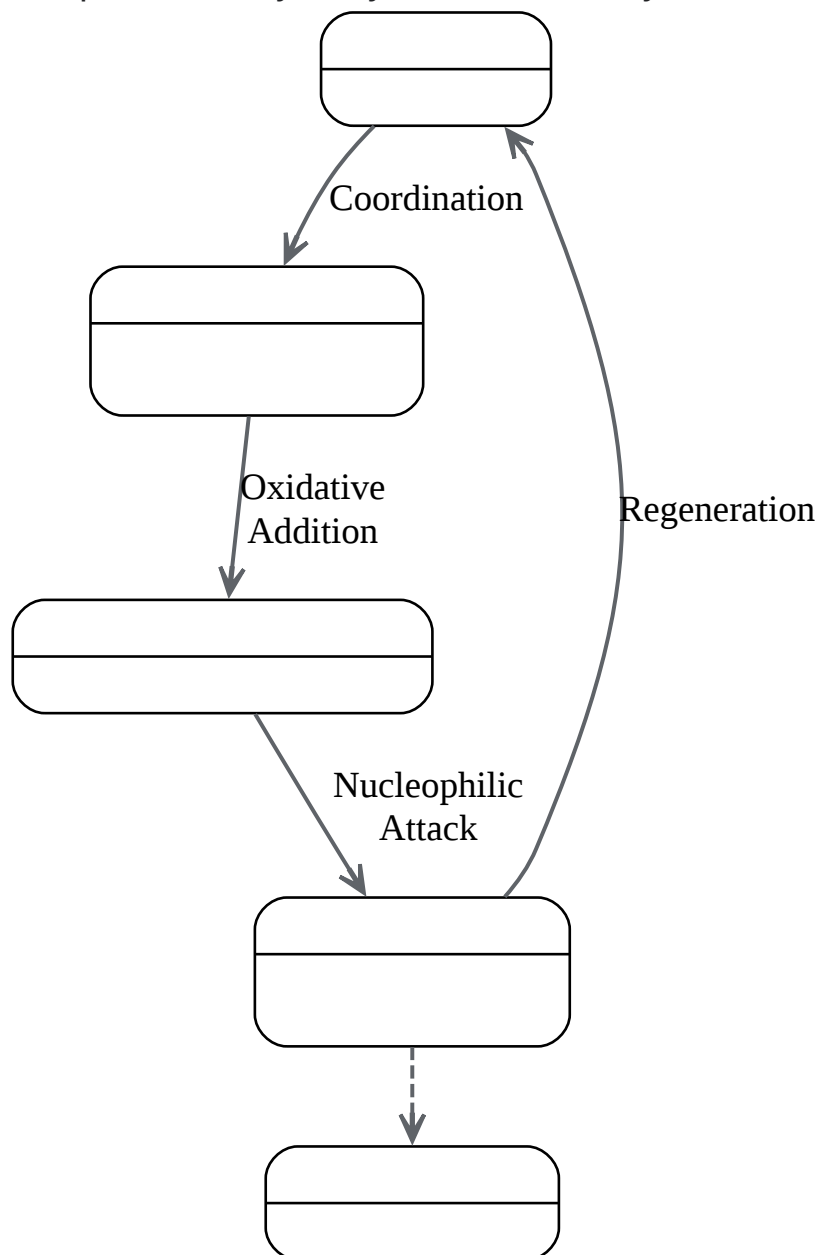 Coordination
Oxidative
Addition
Regeneration
Nucleophilic
Attack